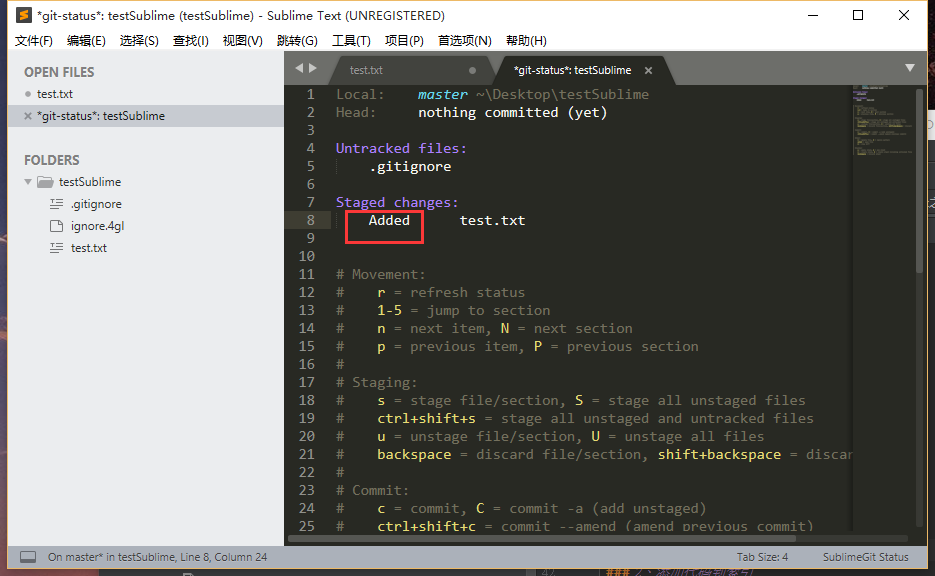 *git-status*: testSublime (testSublime) - Sublime Text (UNREGISTERED)
文件(F) 编辑(E) 选择(S) 查找(I) 视图(V) 跳转(G) 工具(T) 项目(P) 首选项(N) 帮助(H)
OPEN FILES
test.txt
*git-status*: testSublime
FOLDERS
testSublime
.gitignore
ignore.4gl
test.txt
test.txt *git-status*: testSublime
1 Local: master ~\Desktop\testSublime
2 Head: nothing committed (yet)
3
4 Untracked files:
5 .gitignore
6
7 Staged changes:
8 Added test.txt
9
10
11 # Movement:
12 # r = refresh status
13 # 1-5 = jump to section
14 # n = next item, N = next section
15 # p = previous item, P = previous section
16 #
17 # Staging:
18 # s = stage file/section, S = stage all unstaged files
19 # ctrl+shift+s = stage all unstaged and untracked files
20 # u = unstage file/section, U = unstage all files
21 # backspace = discard file/section, shift+backspace = discar
22 #
23 # Commit:
24 # c = commit, C = commit -a (add unstaged)
25 # ctrl+shift+c = commit --amend (amend previous commit)
On master* in testSublime, Line 8, Column 24 Tab Size: 4 SublimeGit Status